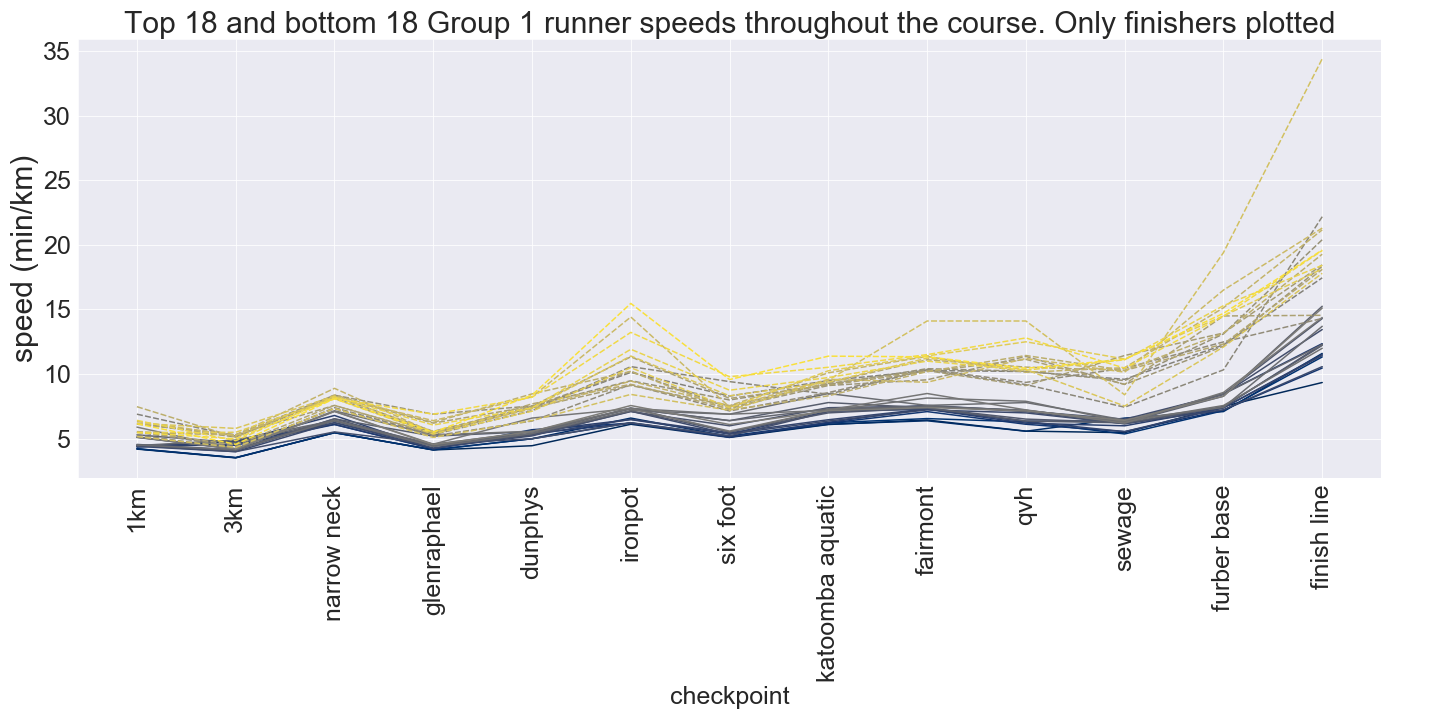 Top 18 and bottom 18 Group 1 runner speeds throughout the course. Only finishers plotted
35
30
25
20
15
10
5
speed (min/km)
1km
3km
narrow neck
glenraphael
dunphys
ironpot
six foot
katoomba aquatic
fairmont
qvh
sewage
furber base
finish line
checkpoint